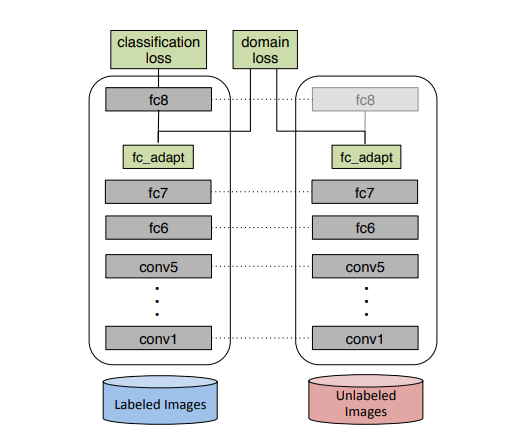 classification
loss
domain
loss
fc8
fc8
fc_adapt
fc_adapt
fc7
fc7
fc6
fc6
conv5
conv5
conv1
conv1
Labeled Images
Unlabeled
Images